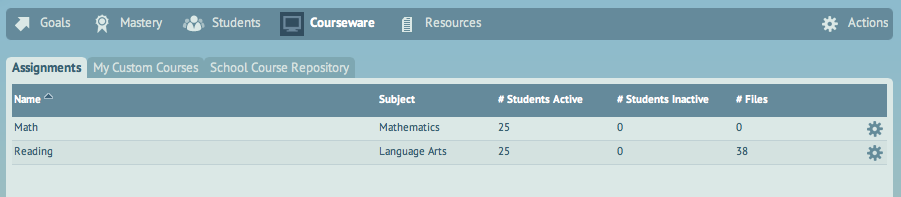 Goals Mastery Students Courseware Resources Actions
Assignments My Custom Courses School Course Repository
Name Subject # Students Active # Students Inactive # Files
Math Mathematics 25 0 0
Reading Language Arts 25 0 38